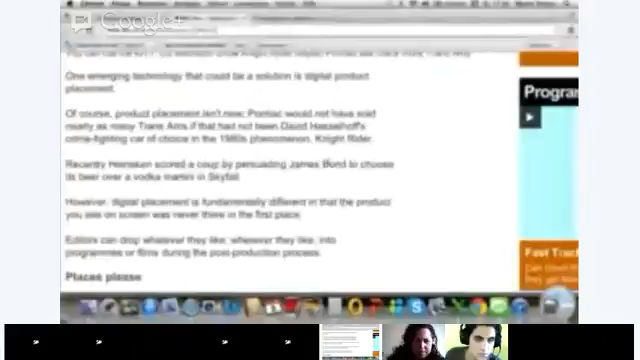 Google+
One emerging technology that could be a solution is digital product
placement.
Of course, product placement isn't new: Pontiac would not have sold
nearly as many Trans Ams if that had not been David Hasselhoff's
crime-fighting car of choice in the 1980s phenomenon, Knight Rider.
Recently Heineken scored a coup by persuading James Bond to choose
its beer over a vodka martini in Skyfall.
However, digital placement is fundamentally different in that the product
you see on screen was never there in the first place.
Editors can drop whatever they like, wherever they like, into
programmes or films during the post-production process.
Places please
Program
Fast Track